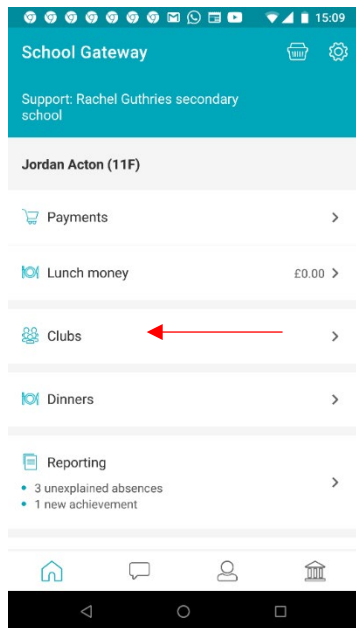 15:09
School Gateway
Support: Rachel Guthries secondary
school
Jordan Acton (11F)
Payments
Lunch money £0.00
Clubs
Dinners
Reporting
• 3 unexplained absences
• 1 new achievement